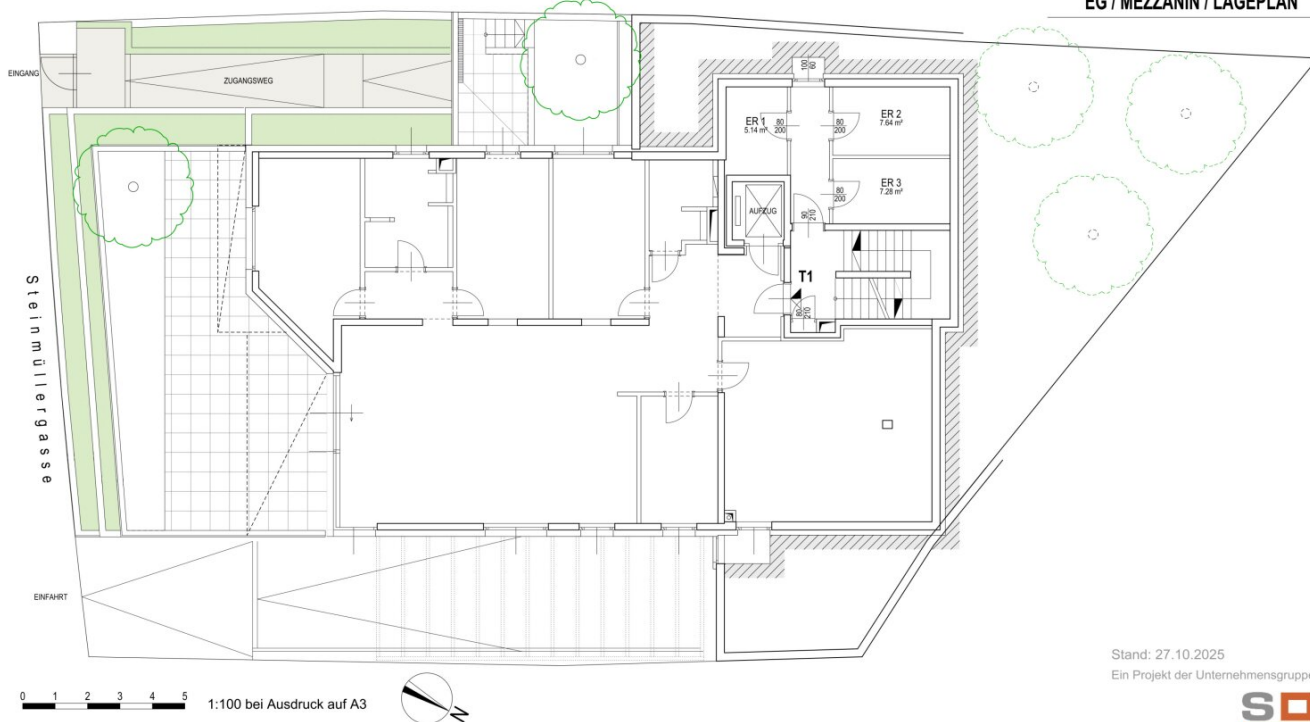 EG / MEZZANIN / LAGEPLAN
EINGANG
ZUGANGSWEG
100
60
ER 1
5.14 m²
80
200
80
200
ER 2
7.64 m²
80
200
ER 3
7.28 m²
AUFZUG
90
210
T1
80
210
Steinmüllergasse
EINFAHRT
0 1 2 3 4 5
1:100 bei Ausdruck auf A3
N
Stand: 27.10.2025
Ein Projekt der Unternehmensgruppe
S